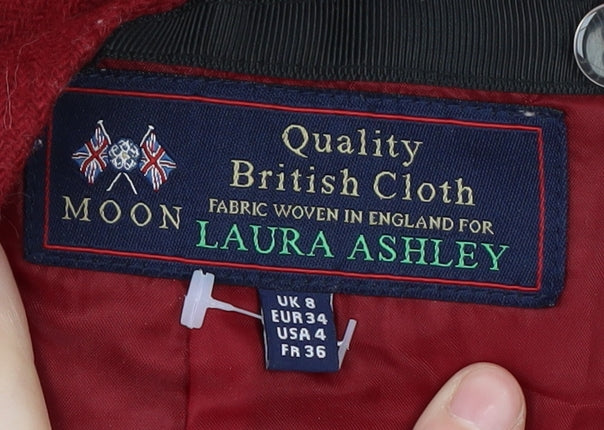 Quality
British Cloth
MOON
FABRIC WOVEN IN ENGLAND FOR
LAURA ASHLEY
UK 8
EUR 34
USA 4
FR 36